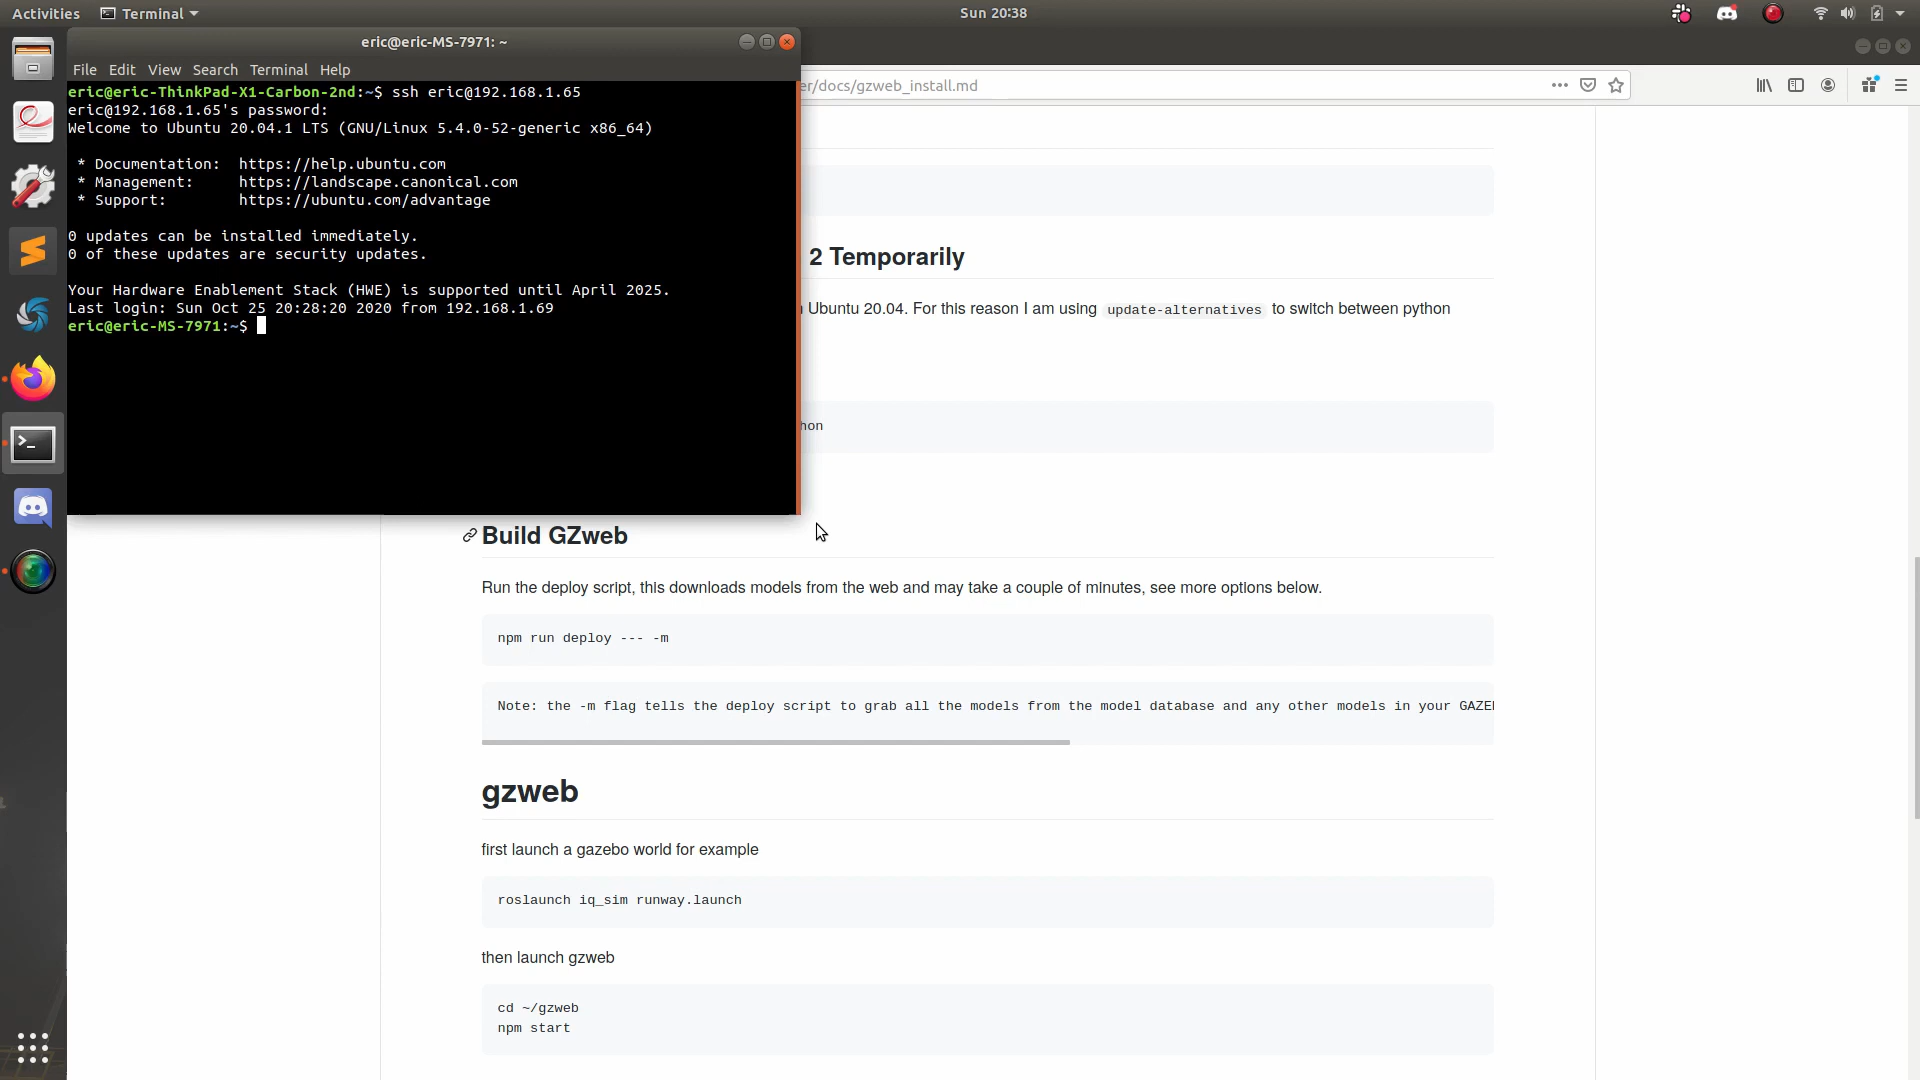 Activities Terminal Sun 20:38
eric@eric-MS-7971: ~
File Edit View Search Terminal Help
eric@eric-ThinkPad-X1-Carbon-2nd:~$ ssh eric@192.168.1.65
eric@192.168.1.65's password:
Welcome to Ubuntu 20.04.1 LTS (GNU/Linux 5.4.0-52-generic x86_64)
* Documentation: https://help.ubuntu.com
* Management: https://landscape.canonical.com
* Support: https://ubuntu.com/advantage
0 updates can be installed immediately.
0 of these updates are security updates.
Your Hardware Enablement Stack (HWE) is supported until April 2025.
Last login: Sun Oct 25 20:28:20 2020 from 192.168.1.69
eric@eric-MS-7971:~$
er/docs/gzweb_install.md
2 Temporarily
Ubuntu 20.04. For this reason I am using update-alternatives to switch between python
hon
Build GZweb
Run the deploy script, this downloads models from the web and may take a couple of minutes, see more options below.
npm run deploy --- -m
Note: the -m flag tells the deploy script to grab all the models from the model database and any other models in your GAZE
gzweb
first launch a gazebo world for example
roslaunch iq_sim runway.launch
then launch gzweb
cd ~/gzweb
npm start